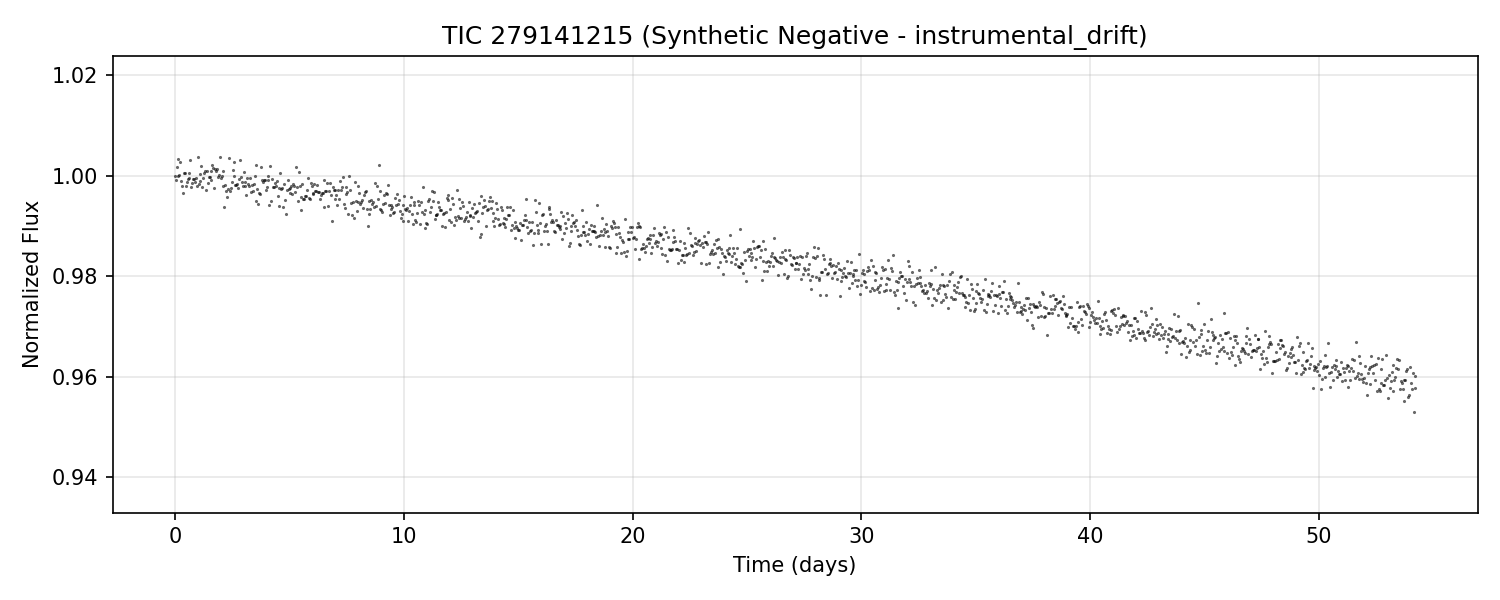 TIC 279141215 (Synthetic Negative - instrumental_drift)
1.02
1.00
0.98
0.96
0.94
Normalized Flux
0 10 20 30 40 50
Time (days)